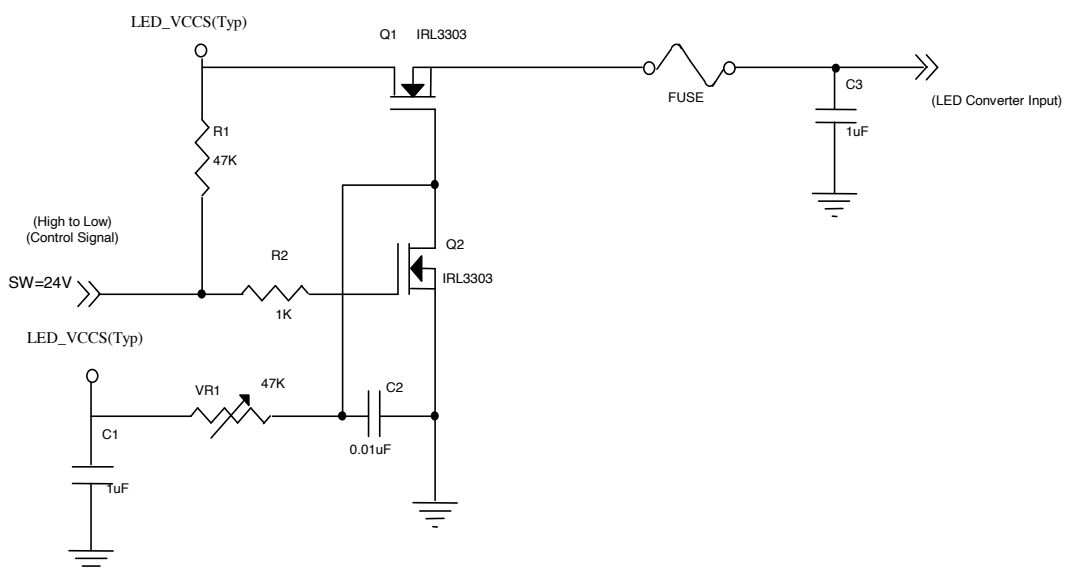 LED_VCCS(Typ)
Q1 IRL3303
FUSE
C3
(LED Converter Input)
1uF
R1
47K
(High to Low)
(Control Signal)
R2
Q2
SW=24V
IRL3303
1K
LED_VCCS(Typ)
VR1
47K
C2
C1
0.01uF
1uF